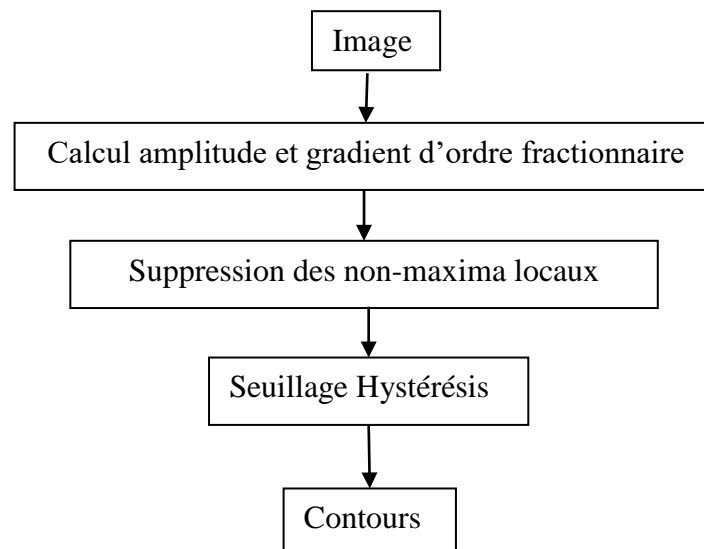 Image
Calcul amplitude et gradient d’ordre fractionnaire
Suppression des non-maxima locaux
Seuillage Hystérésis
Contours